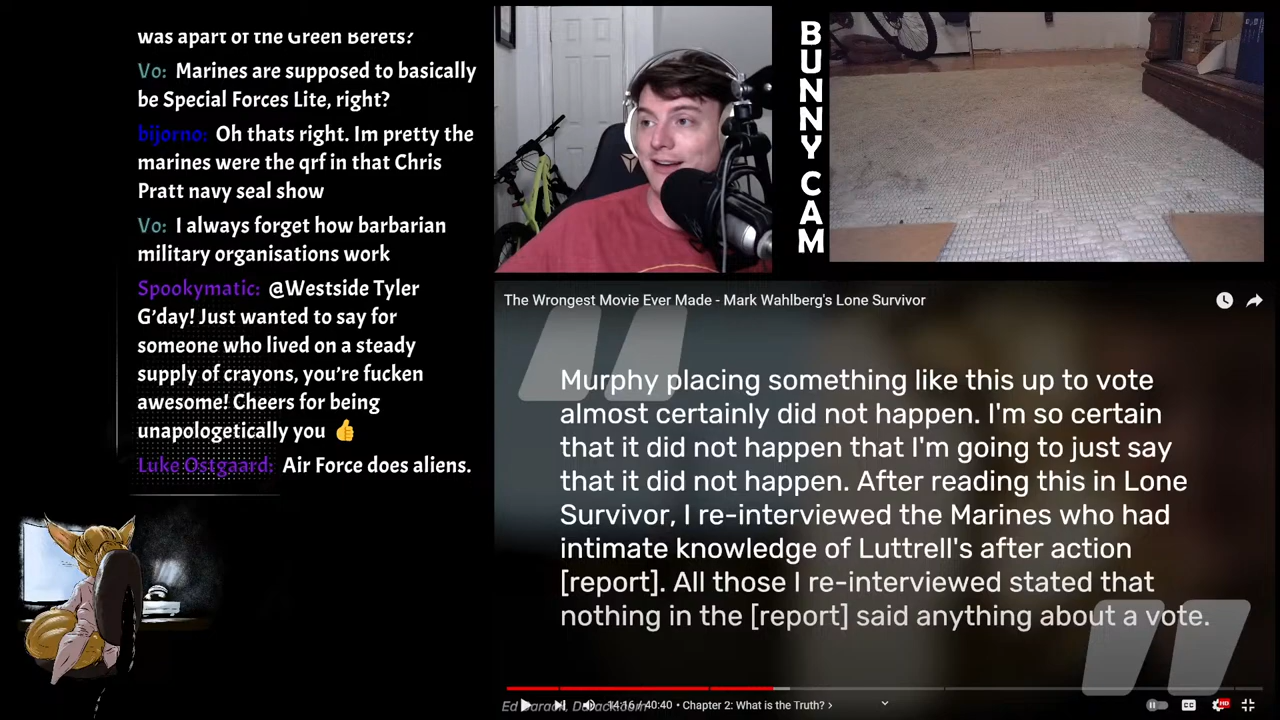 was apart of the Green Berets?
Vo: Marines are supposed to basically
be Special Forces Lite, right?
bijorno: Oh thats right. Im pretty the
marines were the qrf in that Chris
Pratt navy seal show
Vo: I always forget how barbarian
military organisations work
Spookymatic: @Westside Tyler
G’day! Just wanted to say for
someone who lived on a steady
supply of crayons, you’re fucken
awesome! Cheers for being
unapologetically you 👍
Luke Ostgaard: Air Force does aliens.
BUNNY CAM
The Wrongest Movie Ever Made - Mark Wahlberg's Lone Survivor
Murphy placing something like this up to vote
almost certainly did not happen. I'm so certain
that it did not happen that I'm going to just say
that it did not happen. After reading this in Lone
Survivor, I re-interviewed the Marines who had
intimate knowledge of Luttrell's after action
[report]. All those I re-interviewed stated that
nothing in the [report] said anything about a vote.
14:16 / 40:40 • Chapter 2: What is the Truth? ›
CC
HD